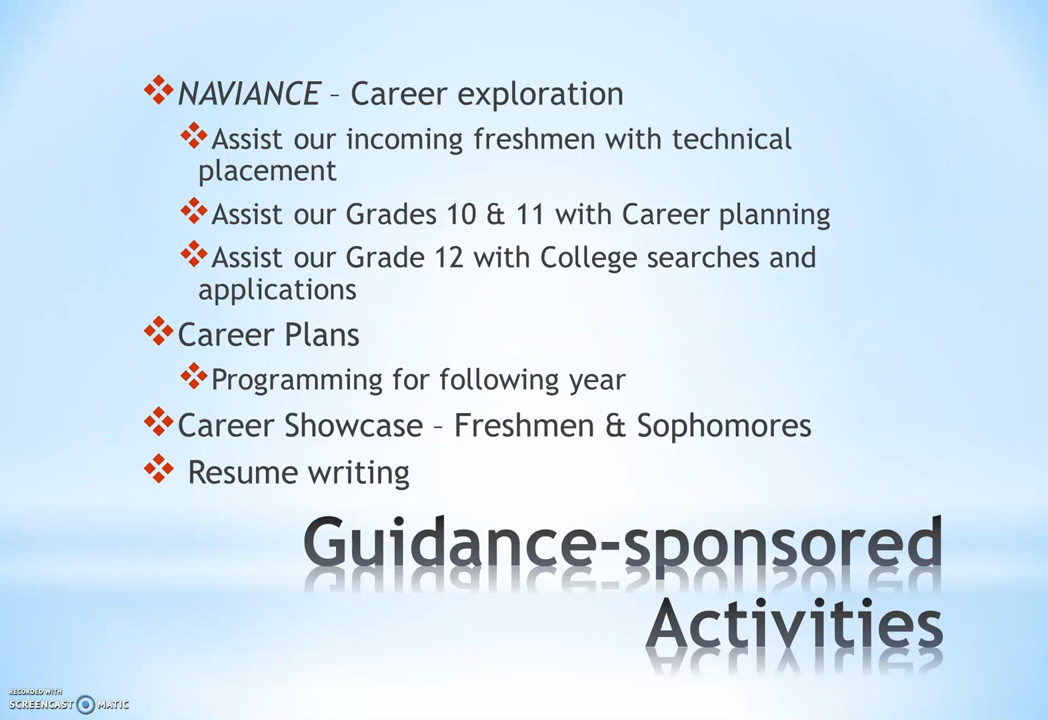 NAVIANCE – Career exploration
Assist our incoming freshmen with technical
placement
Assist our Grades 10 & 11 with Career planning
Assist our Grade 12 with College searches and
applications
Career Plans
Programming for following year
Career Showcase – Freshmen & Sophomores
Resume writing
Guidance-sponsored
Activities
RECORDED WITH
SCREENCAST MATIC